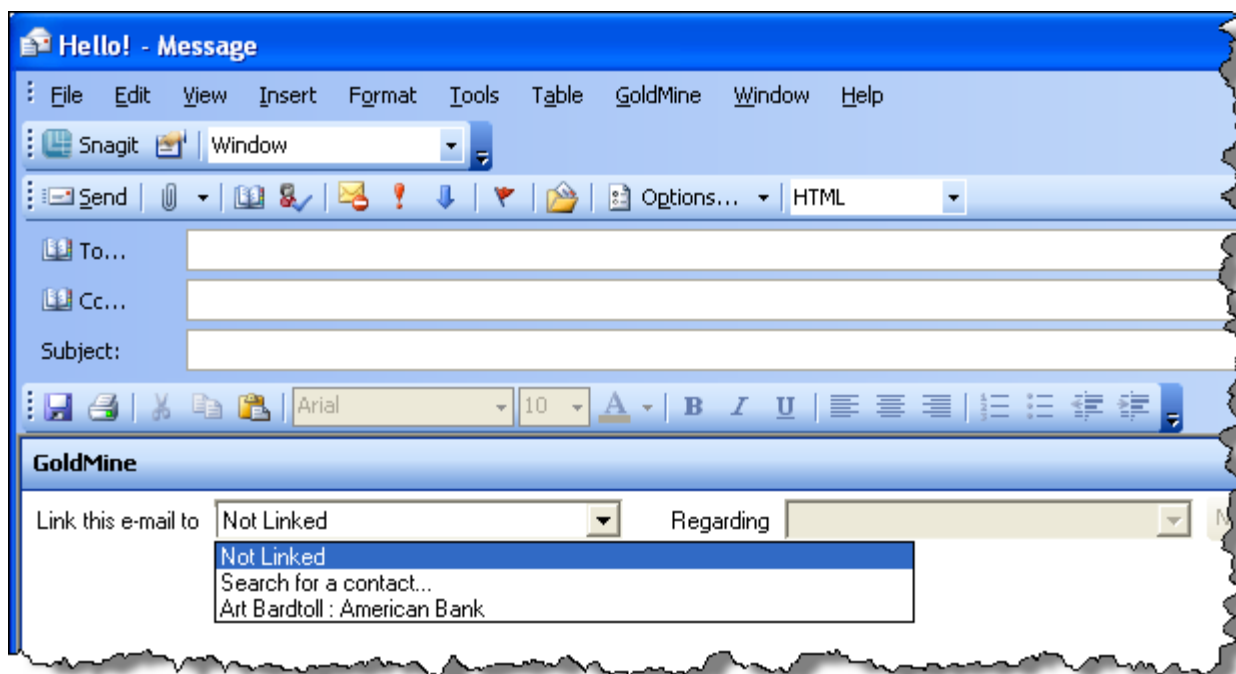 Hello! - Message
File Edit View Insert Format Tools Table GoldMine Window Help
Snagit Window
Send Options... HTML
To...
Cc...
Subject:
Arial 10 A B I U
GoldMine
Link this e-mail to Not Linked Regarding
Not Linked
Search for a contact...
Art Bardtoll : American Bank